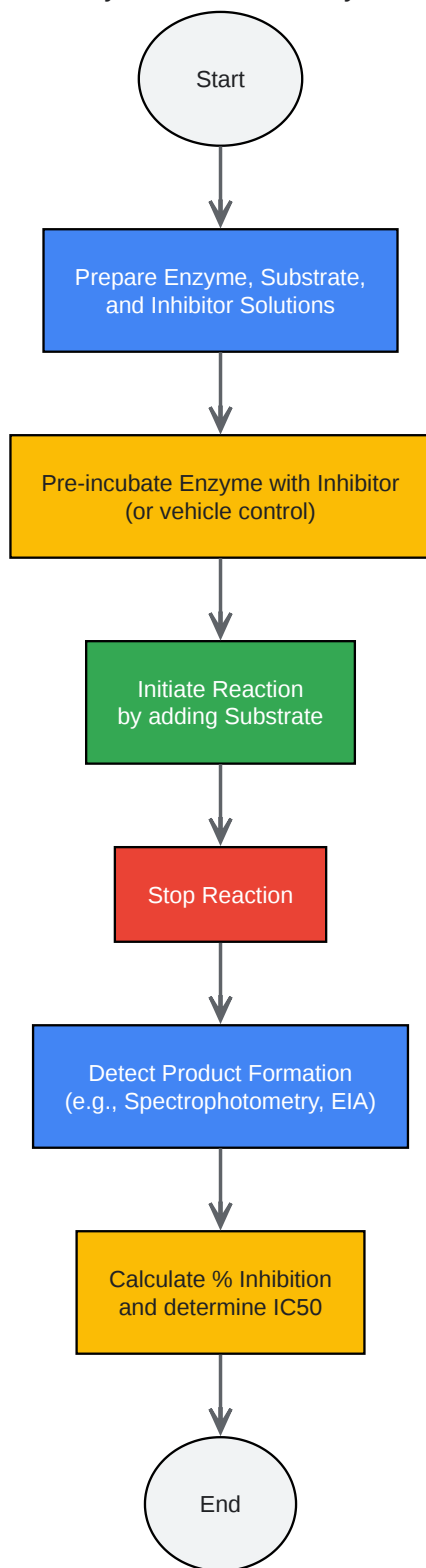 Start
Prepare Enzyme, Substrate,
and Inhibitor Solutions
Pre-incubate Enzyme with Inhibitor
(or vehicle control)
Initiate Reaction
by adding Substrate
Stop Reaction
Detect Product Formation
(e.g., Spectrophotometry, EIA)
Calculate % Inhibition
and determine IC50
End